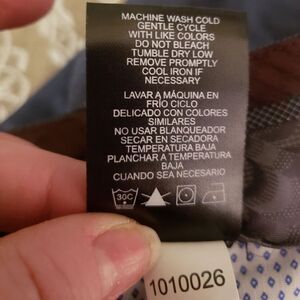 MACHINE WASH COLD
GENTLE CYCLE
WITH LIKE COLORS
DO NOT BLEACH
TUMBLE DRY LOW
REMOVE PROMPTLY
COOL IRON IF
NECESSARY
LAVAR A MÁQUINA EN
FRÍO CICLO
DELICADO CON COLORES
SIMILARES
NO USAR BLANQUEADOR
SECAR EN SECADORA
TEMPERATURA BAJA
PLANCHAR A TEMPERATURA
BAJA
CUANDO SEA NECESARIO
30C
1010026